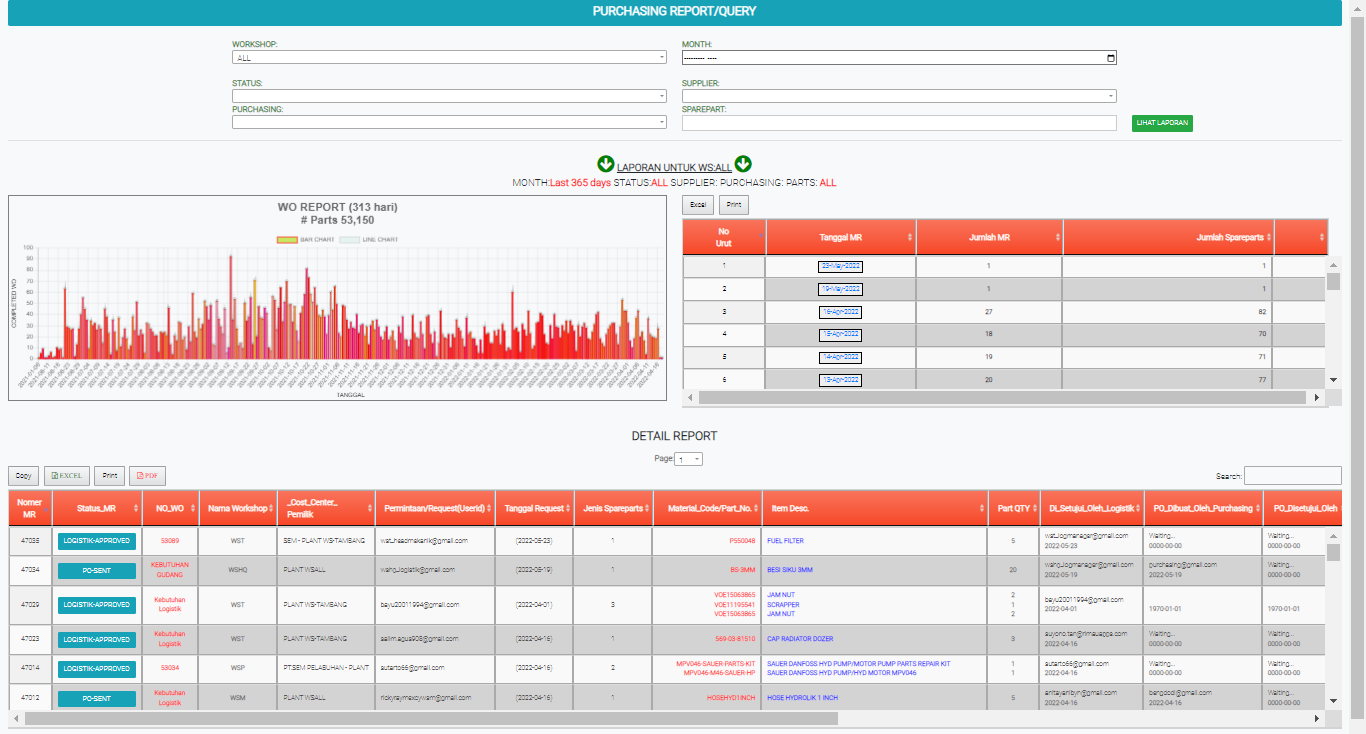 PURCHASING REPORT/QUERY
WORKSHOP:
ALL
MONTH:
--------- ----
STATUS:
SUPPLIER:
PURCHASING:
SPAREPART:
LIHAT LAPORAN
LAPORAN UNTUK WS:ALL
MONTH:Last 365 days STATUS:ALL SUPPLIER: PURCHASING: PARTS: ALL
WO REPORT (313 hari)
# Parts 53,150
BAR CHART LINE CHART
COMPLETED WO
100
90
80
70
60
50
40
30
20
10
0
TANGGAL
Excel Print
No Urut Tanggal MR Jumlah MR Jumlah Spareparts
1 23-May-2022 1 1
2 19-May-2022 1 1
3 16-Apr-2022 27 82
4 15-Apr-2022 18 70
5 14-Apr-2022 19 71
6 13-Apr-2022 20 77
DETAIL REPORT
Page: 1
Copy EXCEL Print PDF
Search:
Nomer MR Status_MR NO_WO Nama Workshop _Cost_Center_ Pemilik Permintaan/Request(Userid) Tanggal Request Jenis Spareparts Material_Code/Part_No. Item Desc. Part QTY Di_Setujui_Oleh_Logistik PO_Dibuat_Oleh_Purchasing PO_Disetujui_Oleh
47035 LOGISTIK-APPROVED 53089 WST SEM - PLANT WS-TAMBANG wst_headmekanik@gmail.com (2022-05-23) 1 P550048 FUEL FILTER 5 wst_logmanager@gmail.com 2022-05-23 Waiting... 0000-00-00 Waiting... 0000-00-00
47034 PO-SENT KEBUTUHAN GUDANG WSHQ PLANT WSALL wshq_logistik@gmail.com (2022-05-19) 1 BS-3MM BESI SIKU 3MM 20 wshq_logmanager@gmail.com 2022-05-19 purchasing@gmail.com 2022-05-19 Waiting... 0000-00-00
47029 LOGISTIK-APPROVED Kebutuhan Logistik WST PLANT WS-TAMBANG bayu20011994@gmail.com (2022-04-01) 3 VOE15063865 JAM NUT 2
VOE11195541 SCRAPPER 1
VOE15063865 JAM NUT 2
bayu20011994@gmail.com 2022-04-01 1970-01-01 1970-01-01
47023 LOGISTIK-APPROVED Kebutuhan Logistik WST PLANT WS-TAMBANG salim.agus908@gmail.com (2022-04-16) 1 569-03-81510 CAP RADIATOR DOZER 3 2022-04-16 Waiting... 0000-00-00 Waiting... 0000-00-00
47014 LOGISTIK-APPROVED 53034 WSP PT.SEM PELABUHAN - PLANT sutarto66@gmail.com (2022-04-16) 2 MPV046-SAUER-PARTS-KIT SAUER DANFOSS HYD PUMP/MOTOR PUMP PARTS REPAIR KIT 1
MPV046-M46-SAUER-HP SAUER DANFOSS HYD PUMP/HYD MOTOR MPV046 1
sutarto66@gmail.com 2022-04-16 Waiting... 0000-00-00 Waiting... 0000-00-00
47012 PO-SENT Kebutuhan Logistik WSM PLANT WSALL (2022-04-16) 1 HOSEHYD1INCH HOSE HYDROLIK 1 INCH 5 2022-04-16 2022-04-16 Waiting... 0000-00-00